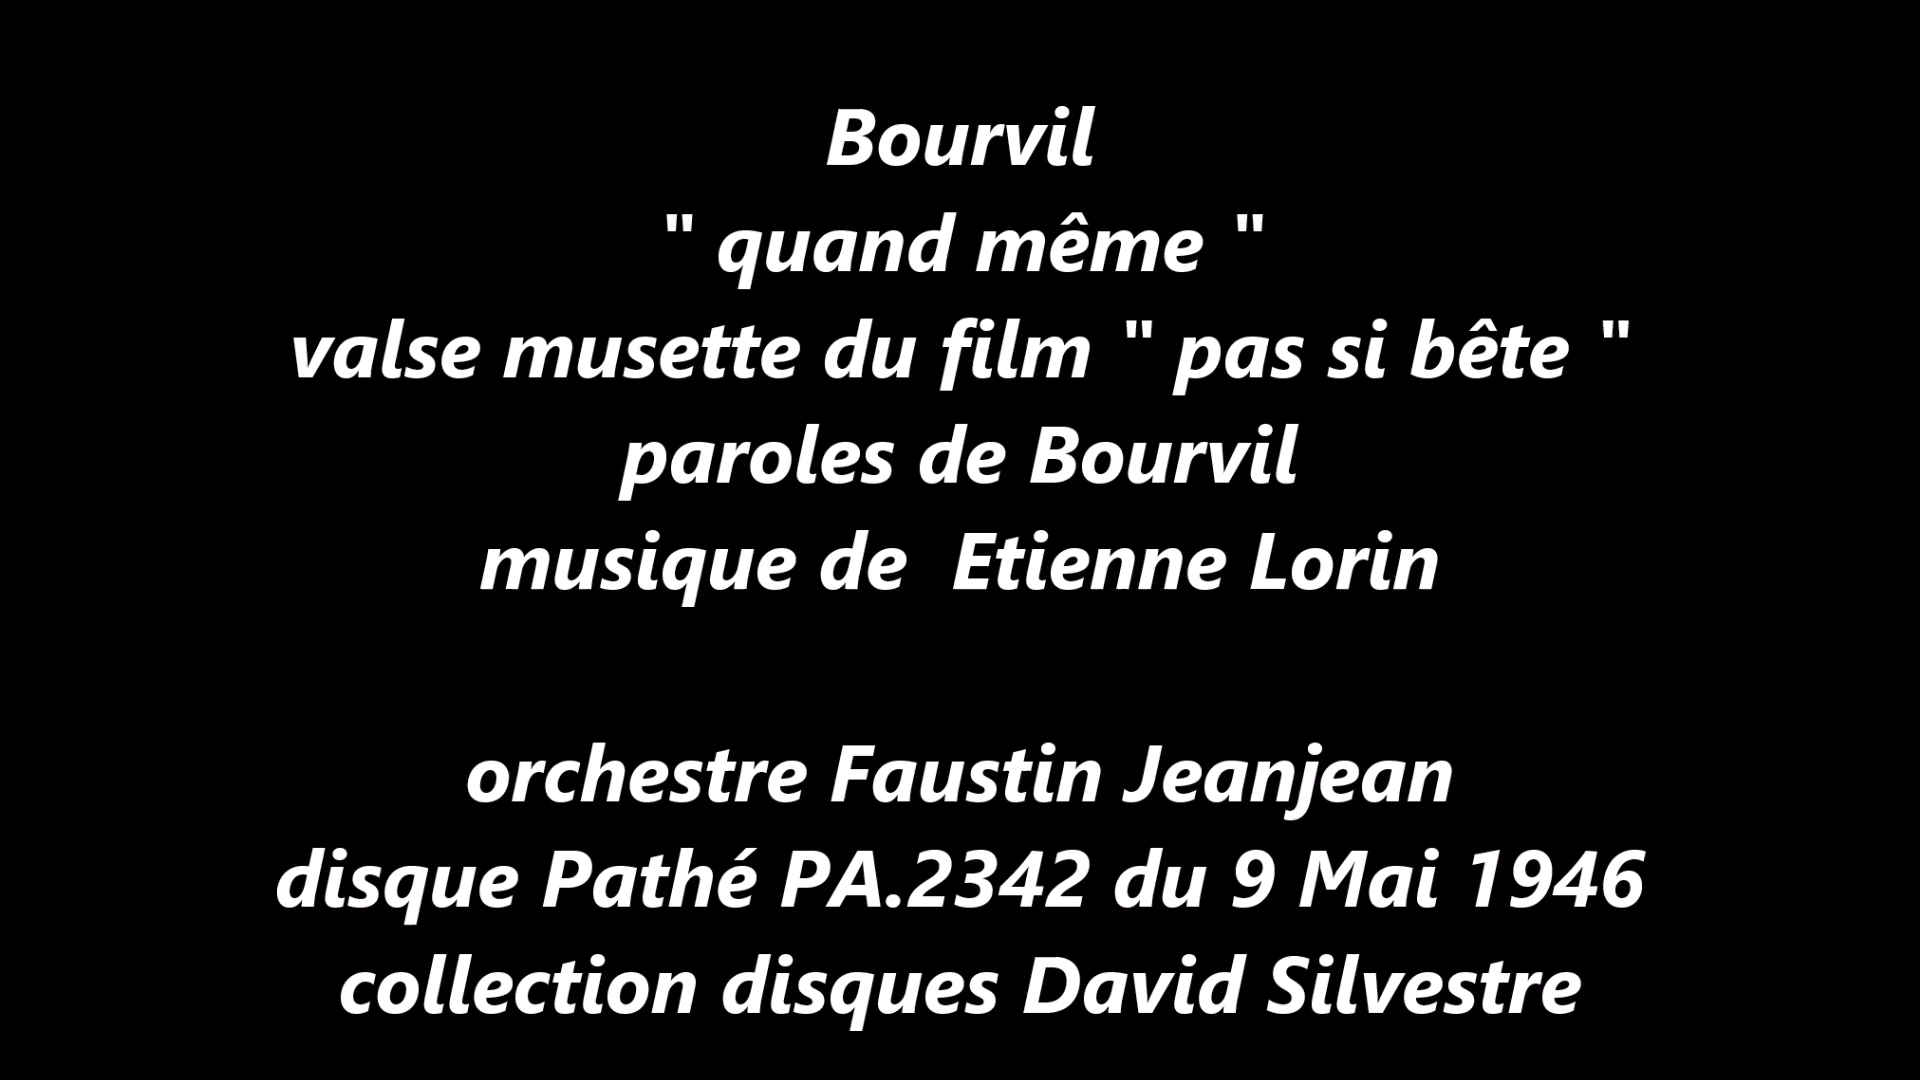 Bourvil
" quand même "
valse musette du film " pas si bête "
paroles de Bourvil
musique de  Etienne Lorin
orchestre Faustin Jeanjean
disque Pathé PA.2342 du 9 Mai 1946
collection disques David Silvestre